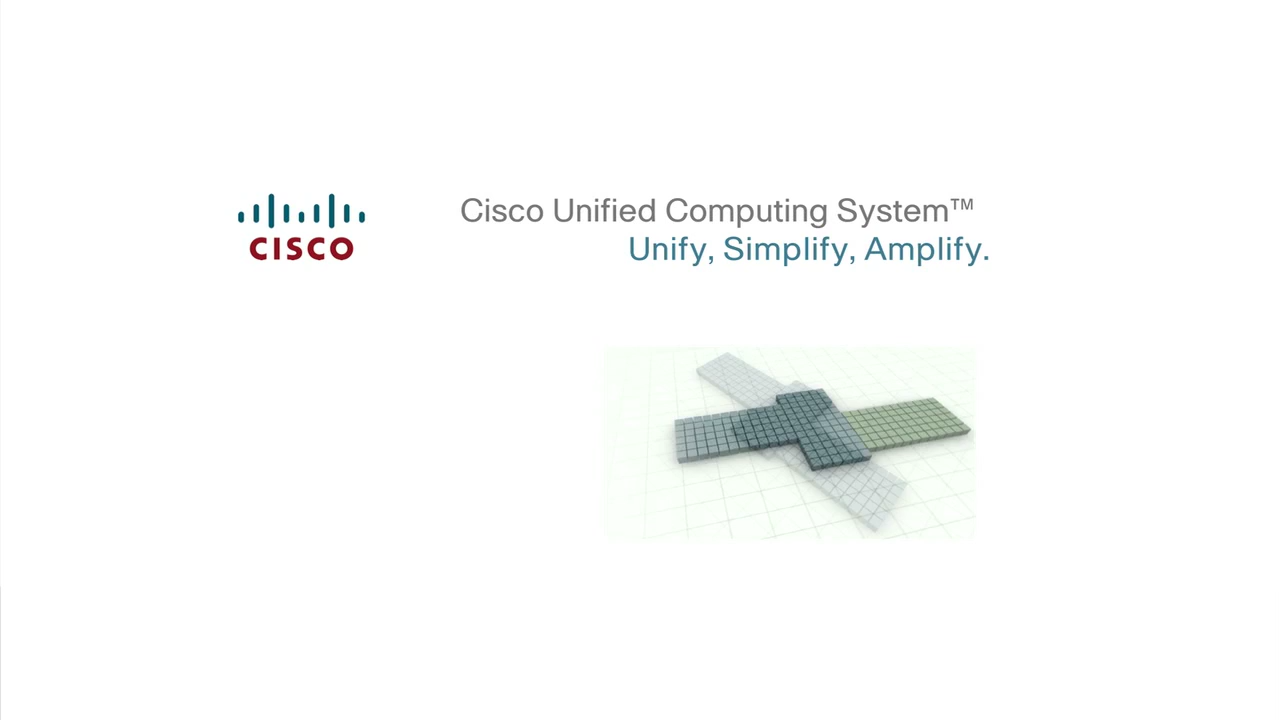 CISCO
Cisco Unified Computing System™
Unify, Simplify, Amplify.